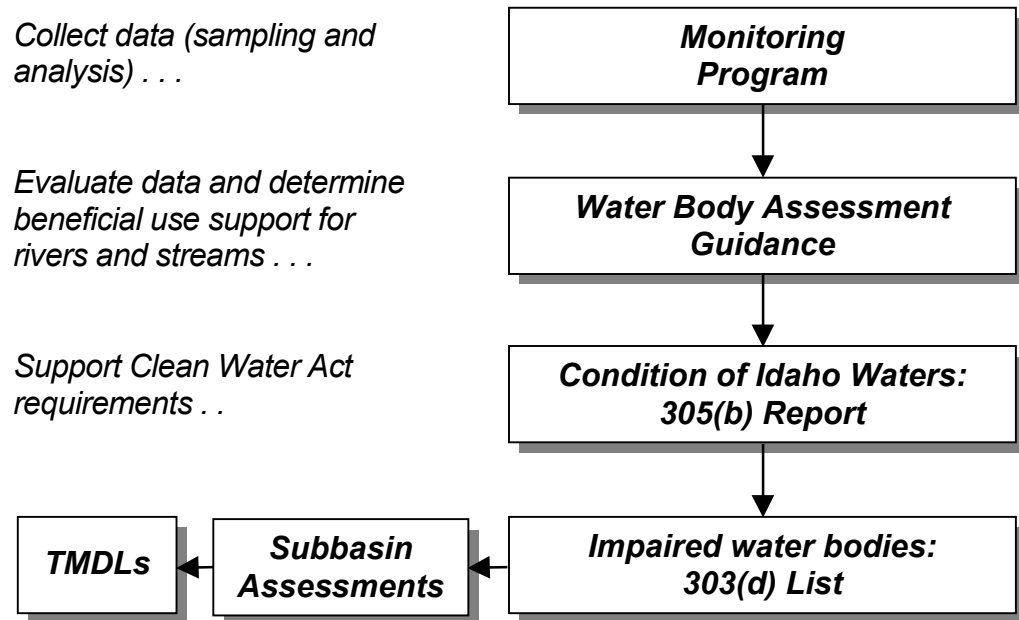 Collect data (sampling and
analysis) . . .
Monitoring
Program
Evaluate data and determine
beneficial use support for
rivers and streams . . .
Water Body Assessment
Guidance
Support Clean Water Act
requirements . .
Condition of Idaho Waters:
305(b) Report
TMDLs
Subbasin
Assessments
Impaired water bodies:
303(d) List